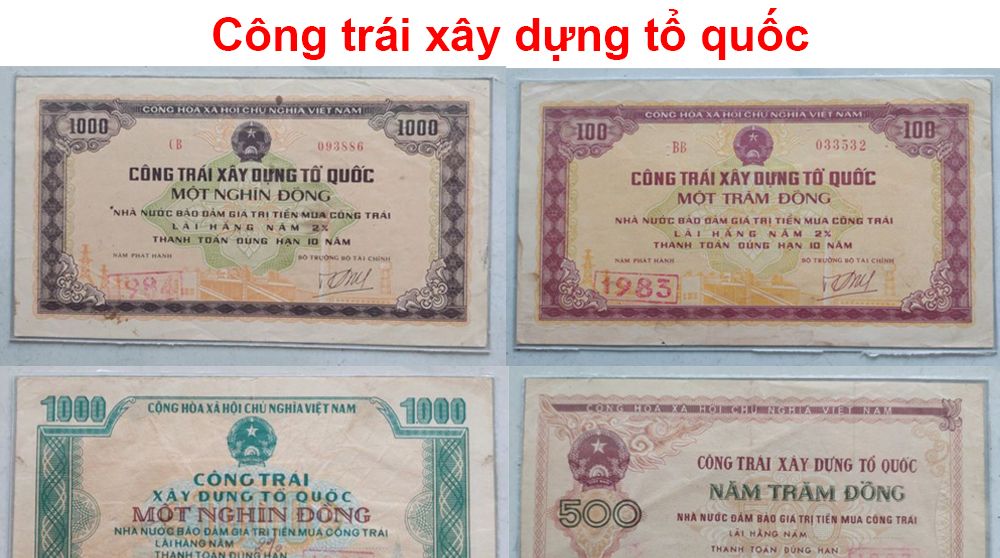 Công trái xây dựng tổ quốc
CỘNG HÒA XÃ HỘI CHỦ NGHĨA VIỆT NAM
1000 1000
CB 093886
CÔNG TRÁI XÂY DỰNG TỔ QUỐC
MỘT NGHÌN ĐỒNG
NHÀ NƯỚC BẢO ĐẢM GIÁ TRỊ TIỀN MUA CÔNG TRÁI
LÃI HÀNG NĂM 2%
THANH TOÁN ĐÚNG HẠN 10 NĂM
NĂM PHÁT HÀNH BỘ TRƯỞNG BỘ TÀI CHÍNH
1984
CỘNG HÒA XÃ HỘI CHỦ NGHĨA VIỆT NAM
100 100
BB 033532
CÔNG TRÁI XÂY DỰNG TỔ QUỐC
MỘT TRĂM ĐỒNG
NHÀ NƯỚC BẢO ĐẢM GIÁ TRỊ TIỀN MUA CÔNG TRÁI
LÃI HÀNG NĂM 2%
THANH TOÁN ĐÚNG HẠN 10 NĂM
NĂM PHÁT HÀNH BỘ TRƯỞNG BỘ TÀI CHÍNH
1983
1000 CỘNG HÒA XÃ HỘI CHỦ NGHĨA VIỆT NAM 1000
CÔNG TRÁI
XÂY DỰNG TỔ QUỐC
MỘT NGHÌN ĐỒNG
NHÀ NƯỚC ĐẢM BẢO GIÁ TRỊ TIỀN MUA CÔNG TRÁI
LÃI HÀNG NĂM
THANH TOÁN ĐÚNG HẠN
CỘNG HÒA XÃ HỘI CHỦ NGHĨA VIỆT NAM
CÔNG TRÁI XÂY DỰNG TỔ QUỐC
NĂM TRĂM ĐỒNG
500
NHÀ NƯỚC ĐẢM BẢO GIÁ TRỊ TIỀN MUA CÔNG TRÁI
LÃI HÀNG NĂM
THANH TOÁN ĐÚNG HẠN